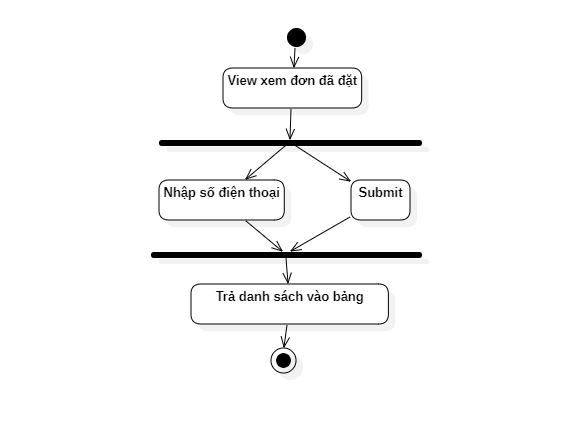 View xem đơn đã đặt
Nhập số điện thoại
Submit
Trả danh sách vào bảng